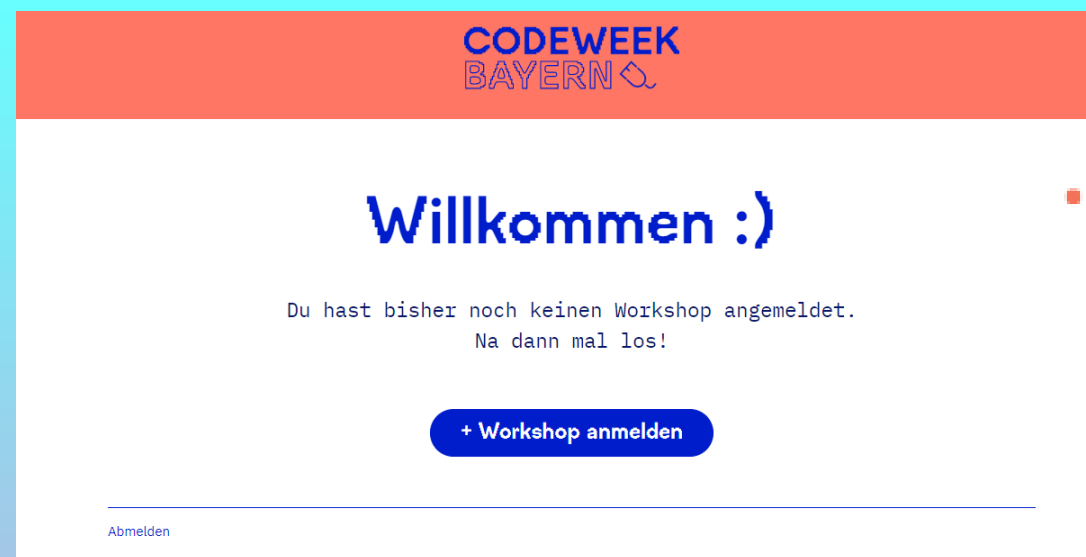 CODEWEEK
BAYERN
Willkommen :)
Du hast bisher noch keinen Workshop angemeldet.
Na dann mal los!
+ Workshop anmelden
Abmelden